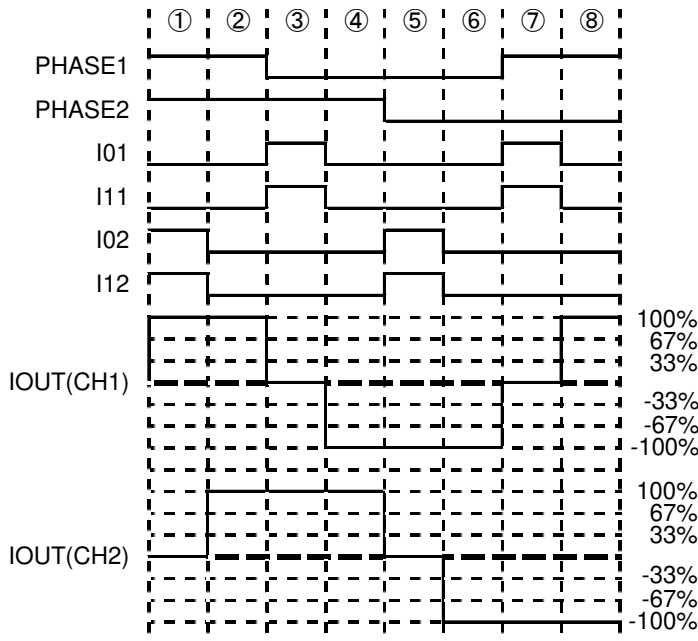 ① ② ③ ④ ⑤ ⑥ ⑦ ⑧
PHASE1
PHASE2
I01
I11
I02
I12
100%
67%
33%
IOUT(CH1)
-33%
-67%
-100%
100%
67%
33%
IOUT(CH2)
-33%
-67%
-100%